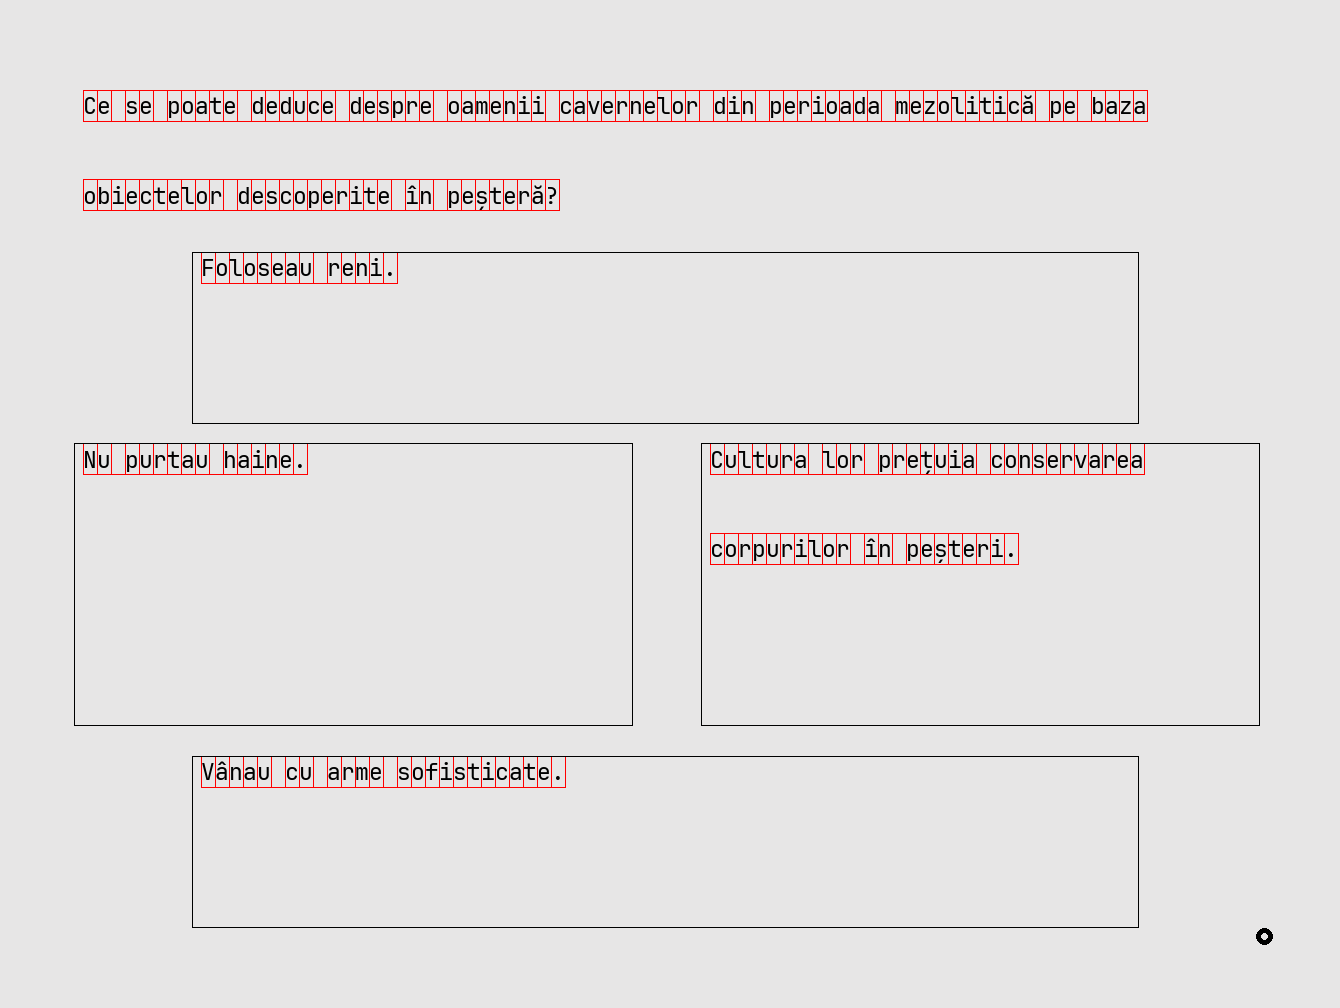 Ce se poate deduce despre oamenii cavernelor din perioada mezolitică pe baza
obiectelor descoperite în peșteră?
Foloseau reni.
Nu purtau haine.
Cultura lor prețuia conservarea
corpurilor în peșteri.
Vânau cu arme sofisticate.